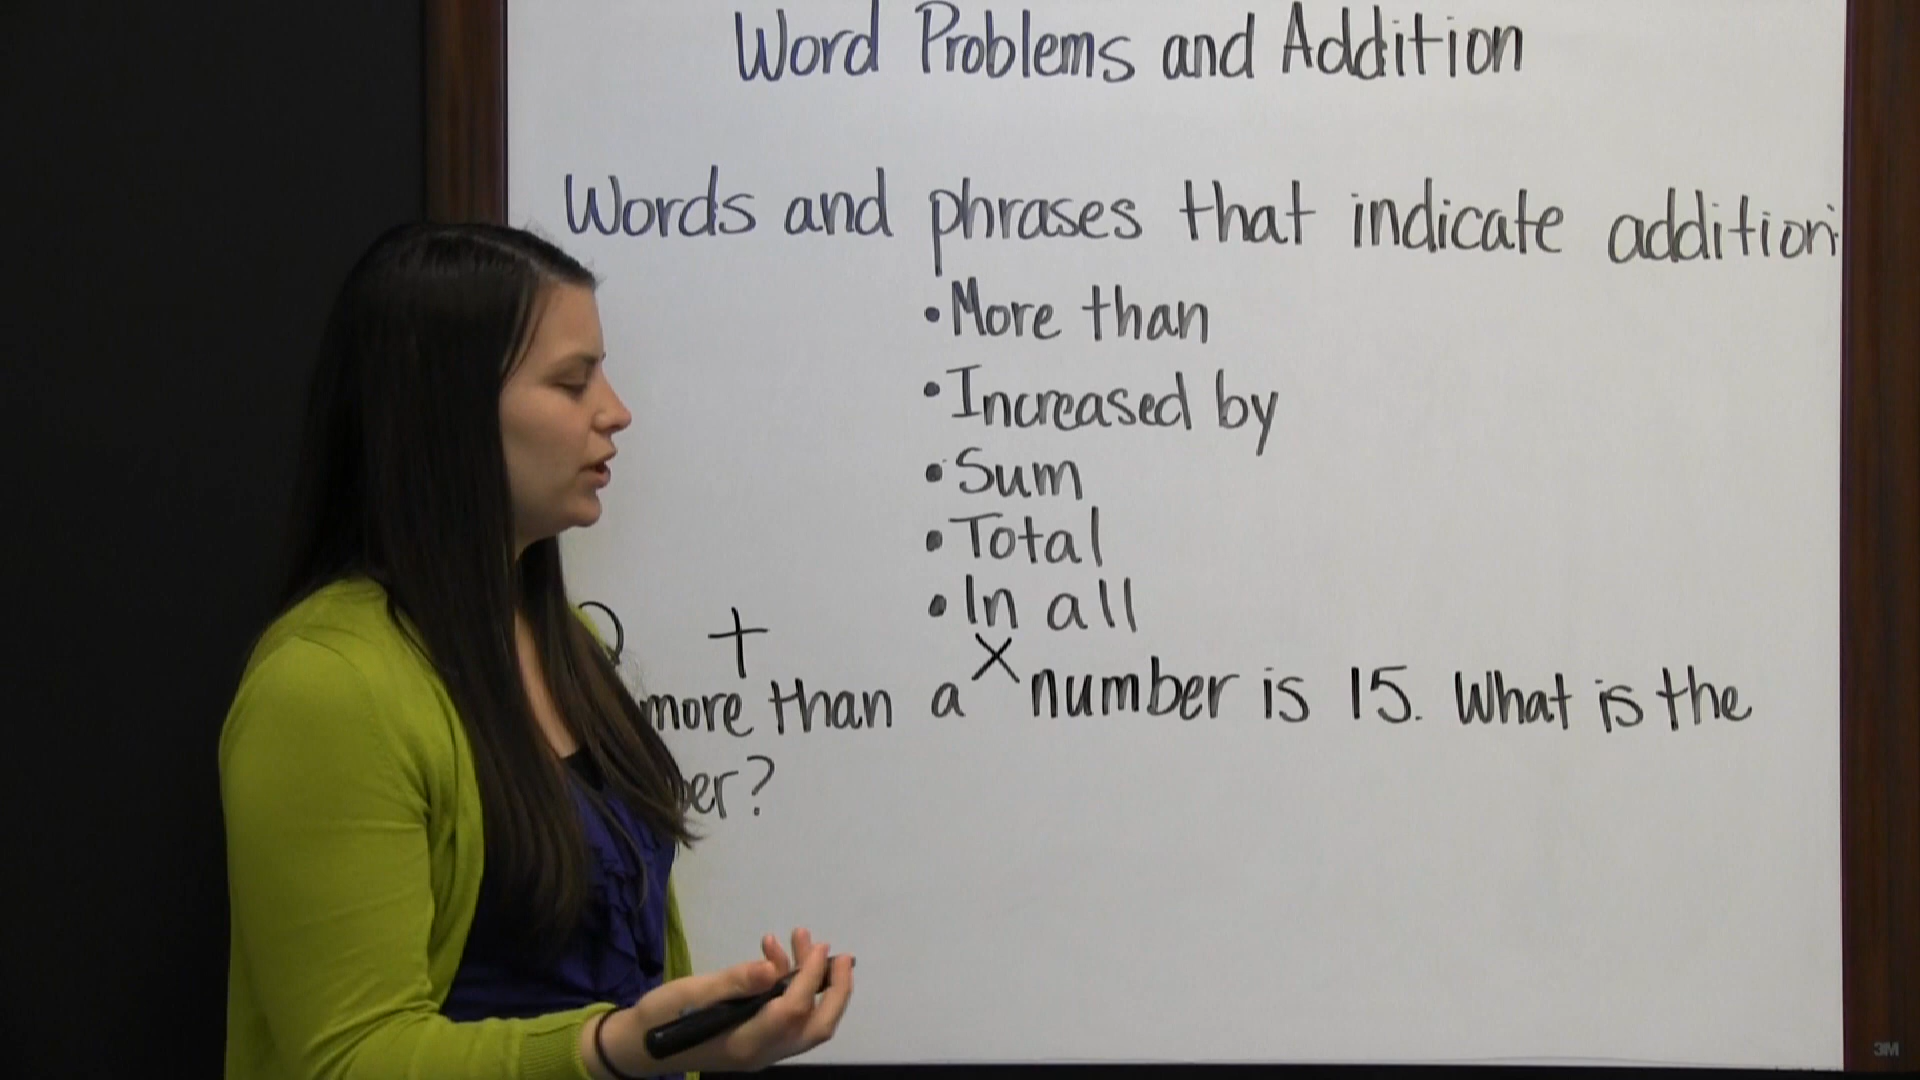 Word Problems and Addition
Words and phrases that indicate addition:
• More than
• Increased by
• Sum
• Total
• In all
+ x
more than a number is 15. What is the
?
3M